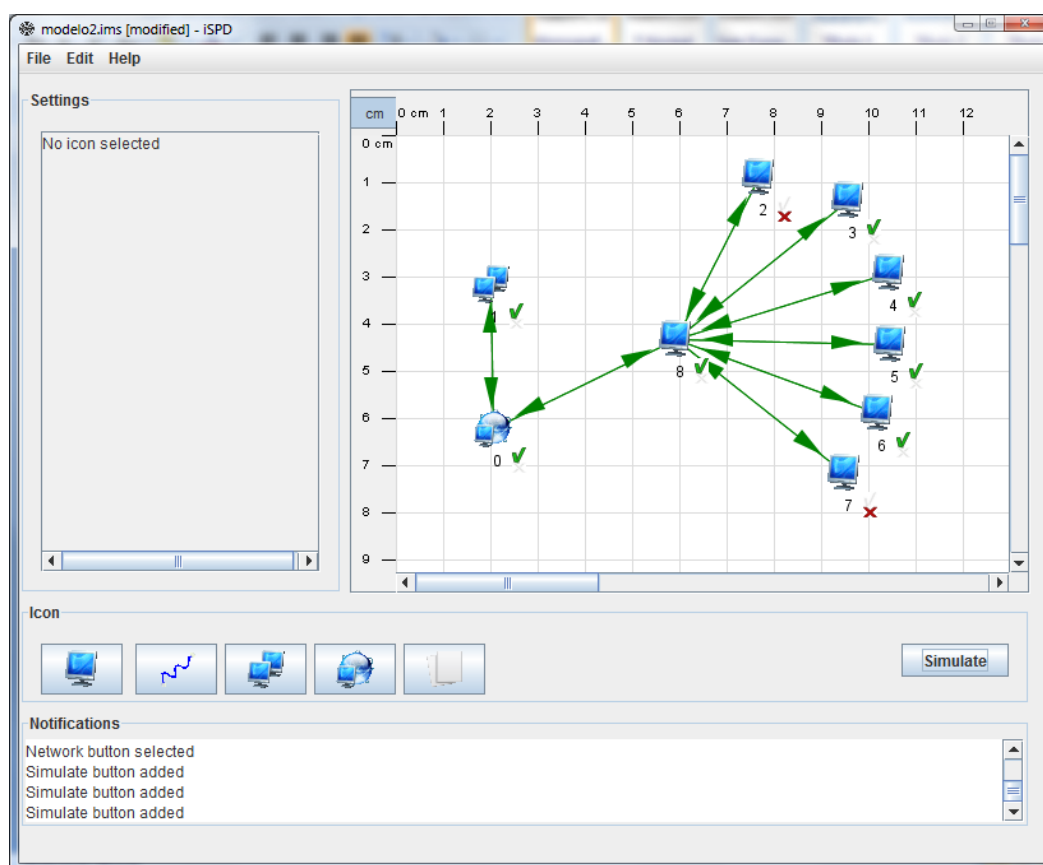 modelo2.ims [modified] - iSPD
File Edit Help
Settings
No icon selected
cm 0 cm 1 2 3 4 5 6 7 8 9 10 11 12
0 cm
1
2
3
4
5
6
7
8
9
2
3
1
4
8
5
6
0
7
Icon
Simulate
Notifications
Network button selected
Simulate button added
Simulate button added
Simulate button added